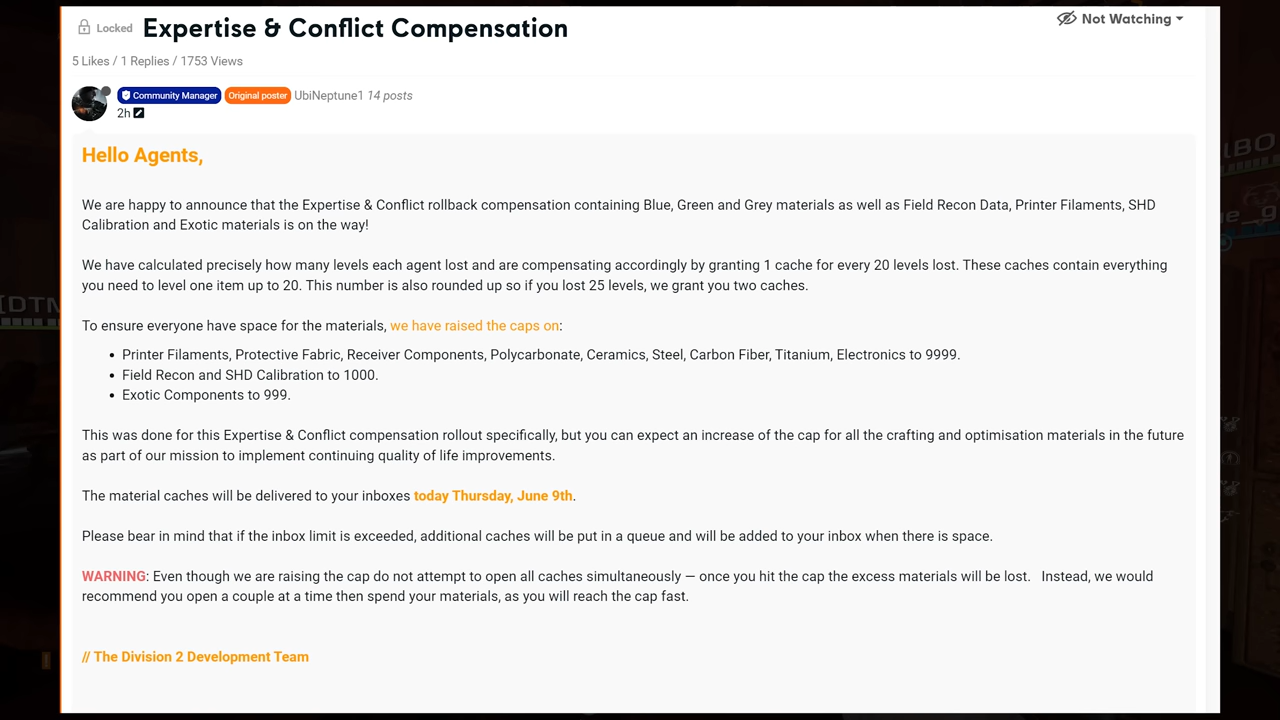 Locked Expertise & Conflict Compensation Not Watching
5 Likes / 1 Replies / 1753 Views
Community Manager Original poster UbiNeptune1 14 posts
2h
Hello Agents,
We are happy to announce that the Expertise & Conflict rollback compensation containing Blue, Green and Grey materials as well as Field Recon Data, Printer Filaments, SHD
Calibration and Exotic materials is on the way!
We have calculated precisely how many levels each agent lost and are compensating accordingly by granting 1 cache for every 20 levels lost. These caches contain everything
you need to level one item up to 20. This number is also rounded up so if you lost 25 levels, we grant you two caches.
To ensure everyone have space for the materials, we have raised the caps on:
• Printer Filaments, Protective Fabric, Receiver Components, Polycarbonate, Ceramics, Steel, Carbon Fiber, Titanium, Electronics to 9999.
• Field Recon and SHD Calibration to 1000.
• Exotic Components to 999.
This was done for this Expertise & Conflict compensation rollout specifically, but you can expect an increase of the cap for all the crafting and optimisation materials in the future
as part of our mission to implement continuing quality of life improvements.
The material caches will be delivered to your inboxes today Thursday, June 9th.
Please bear in mind that if the inbox limit is exceeded, additional caches will be put in a queue and will be added to your inbox when there is space.
WARNING: Even though we are raising the cap do not attempt to open all caches simultaneously — once you hit the cap the excess materials will be lost. Instead, we would
recommend you open a couple at a time then spend your materials, as you will reach the cap fast.
// The Division 2 Development Team
[DTM